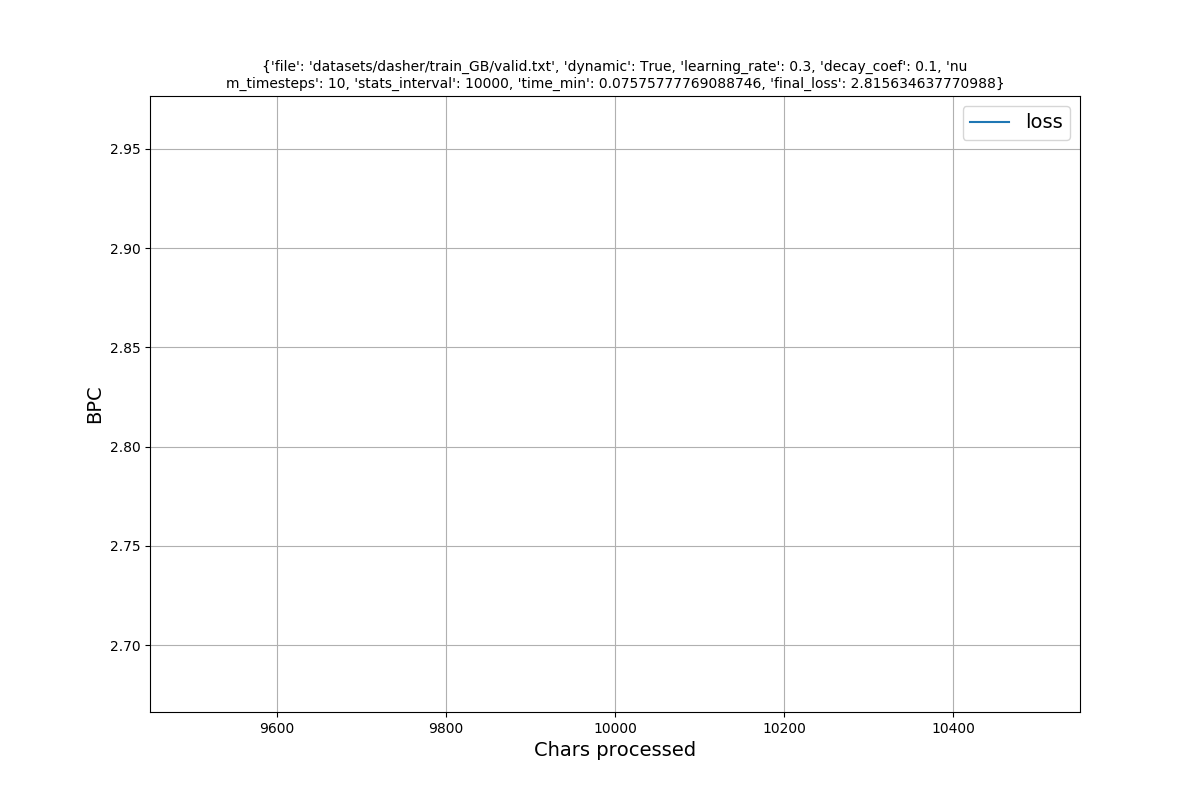 {'file': 'datasets/dasher/train_GB/valid.txt', 'dynamic': True, 'learning_rate': 0.3, 'decay_coef': 0.1, 'nu
m_timesteps': 10, 'stats_interval': 10000, 'time_min': 0.07575777769088746, 'final_loss': 2.815634637770988}
loss
2.95
2.90
2.85
2.80
2.75
2.70
BPC
9600
9800
10000
10200
10400
Chars processed